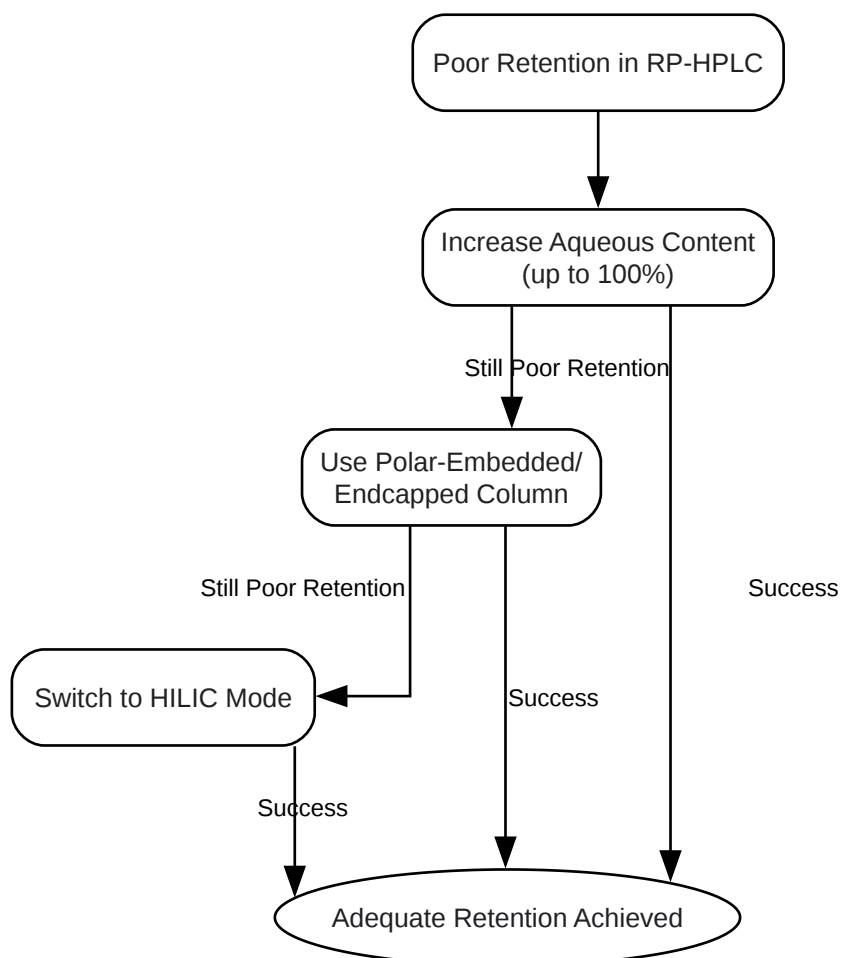 Poor Retention in RP-HPLC
Increase Aqueous Content
(up to 100%)
Still Poor Retention
Use Polar-Embedded/
Endcapped Column
Still Poor Retention
Success
Switch to HILIC Mode
Success
Success
Adequate Retention Achieved